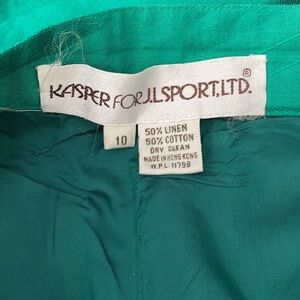 KASPER FOR J.L. SPORT, LTD.®
10
50% LINEN
50% COTTON
DRY CLEAN
MADE IN HONG KONG
W.P.L. 11799